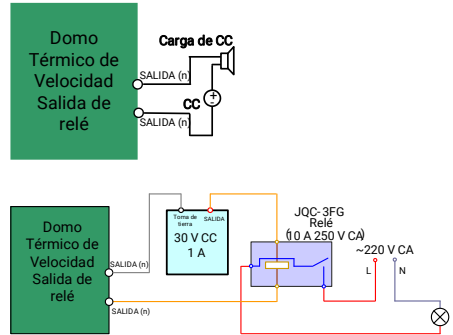 Domo
Térmico de
Velocidad
Salida de
relé
Carga de CC
SALIDA (n)
+
-
CC
SALIDA (n)
Domo
Térmico de
Velocidad
Salida de
relé
SALIDA (n)
SALIDA (n)
Toma de
tierra
SALIDA
30 V CC
1 A
JQC-3FG
Relé
(10 A 250 V CA)
~220 V CA
L
N